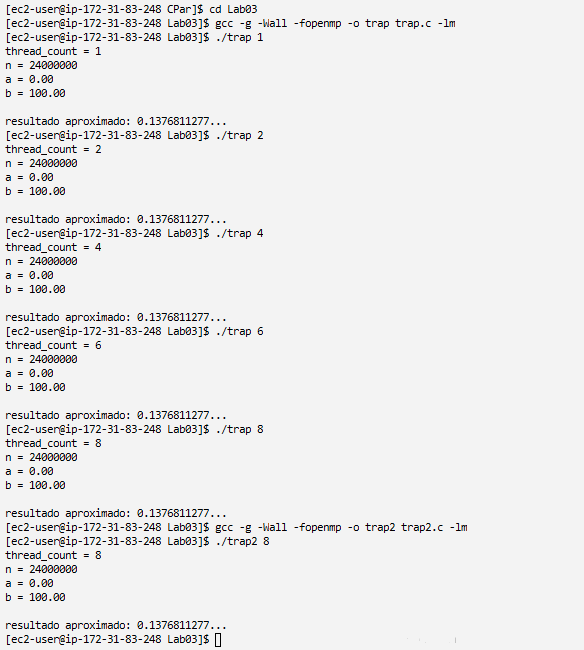 [ec2-user@ip-172-31-83-248 CPar]$ cd Lab03
[ec2-user@ip-172-31-83-248 Lab03]$ gcc -g -Wall -fopenmp -o trap trap.c -lm
[ec2-user@ip-172-31-83-248 Lab03]$ ./trap 1
thread_count = 1
n = 24000000
a = 0.00
b = 100.00

resultado aproximado: 0.1376811277...
[ec2-user@ip-172-31-83-248 Lab03]$ ./trap 2
thread_count = 2
n = 24000000
a = 0.00
b = 100.00

resultado aproximado: 0.1376811277...
[ec2-user@ip-172-31-83-248 Lab03]$ ./trap 4
thread_count = 4
n = 24000000
a = 0.00
b = 100.00

resultado aproximado: 0.1376811277...
[ec2-user@ip-172-31-83-248 Lab03]$ ./trap 6
thread_count = 6
n = 24000000
a = 0.00
b = 100.00

resultado aproximado: 0.1376811277...
[ec2-user@ip-172-31-83-248 Lab03]$ ./trap 8
thread_count = 8
n = 24000000
a = 0.00
b = 100.00

resultado aproximado: 0.1376811277...
[ec2-user@ip-172-31-83-248 Lab03]$ gcc -g -Wall -fopenmp -o trap2 trap2.c -lm
[ec2-user@ip-172-31-83-248 Lab03]$ ./trap2 8
thread_count = 8
n = 24000000
a = 0.00
b = 100.00

resultado aproximado: 0.1376811277...
[ec2-user@ip-172-31-83-248 Lab03]$